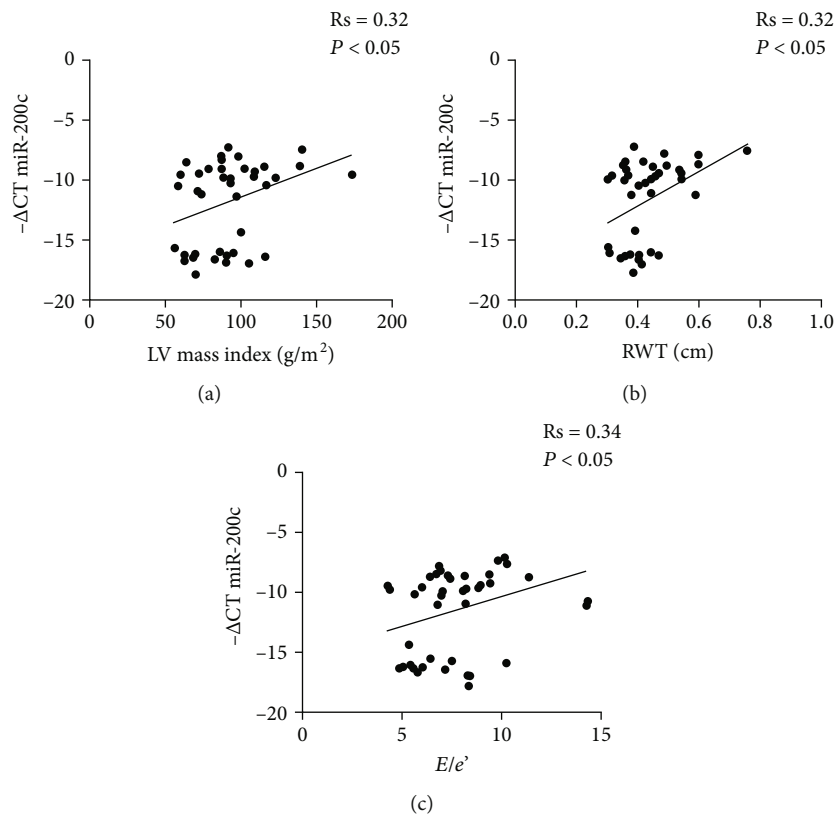 Rs = 0.32
P < 0.05
0
−5
−10
−15
−20
−ΔCT miR-200c
0
50
100
150
200
LV mass index (g/m²)
(a)
Rs = 0.32
P < 0.05
0
−5
−10
−15
−20
−ΔCT miR-200c
0.0
0.2
0.4
0.6
0.8
1.0
RWT (cm)
(b)
Rs = 0.34
P < 0.05
0
−5
−10
−15
−20
−ΔCT miR-200c
0
5
10
15
E/e’
(c)